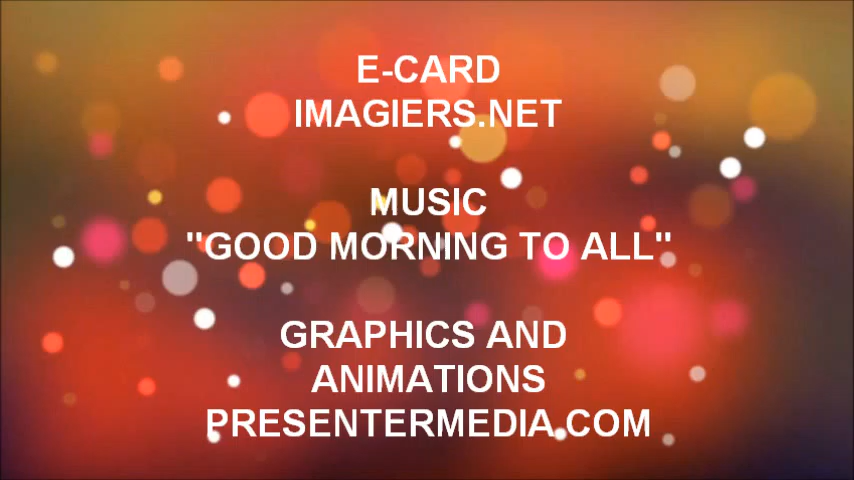 E-CARD
IMAGIERS.NET
MUSIC
"GOOD MORNING TO ALL"
GRAPHICS AND
ANIMATIONS
PRESENTERMEDIA.COM